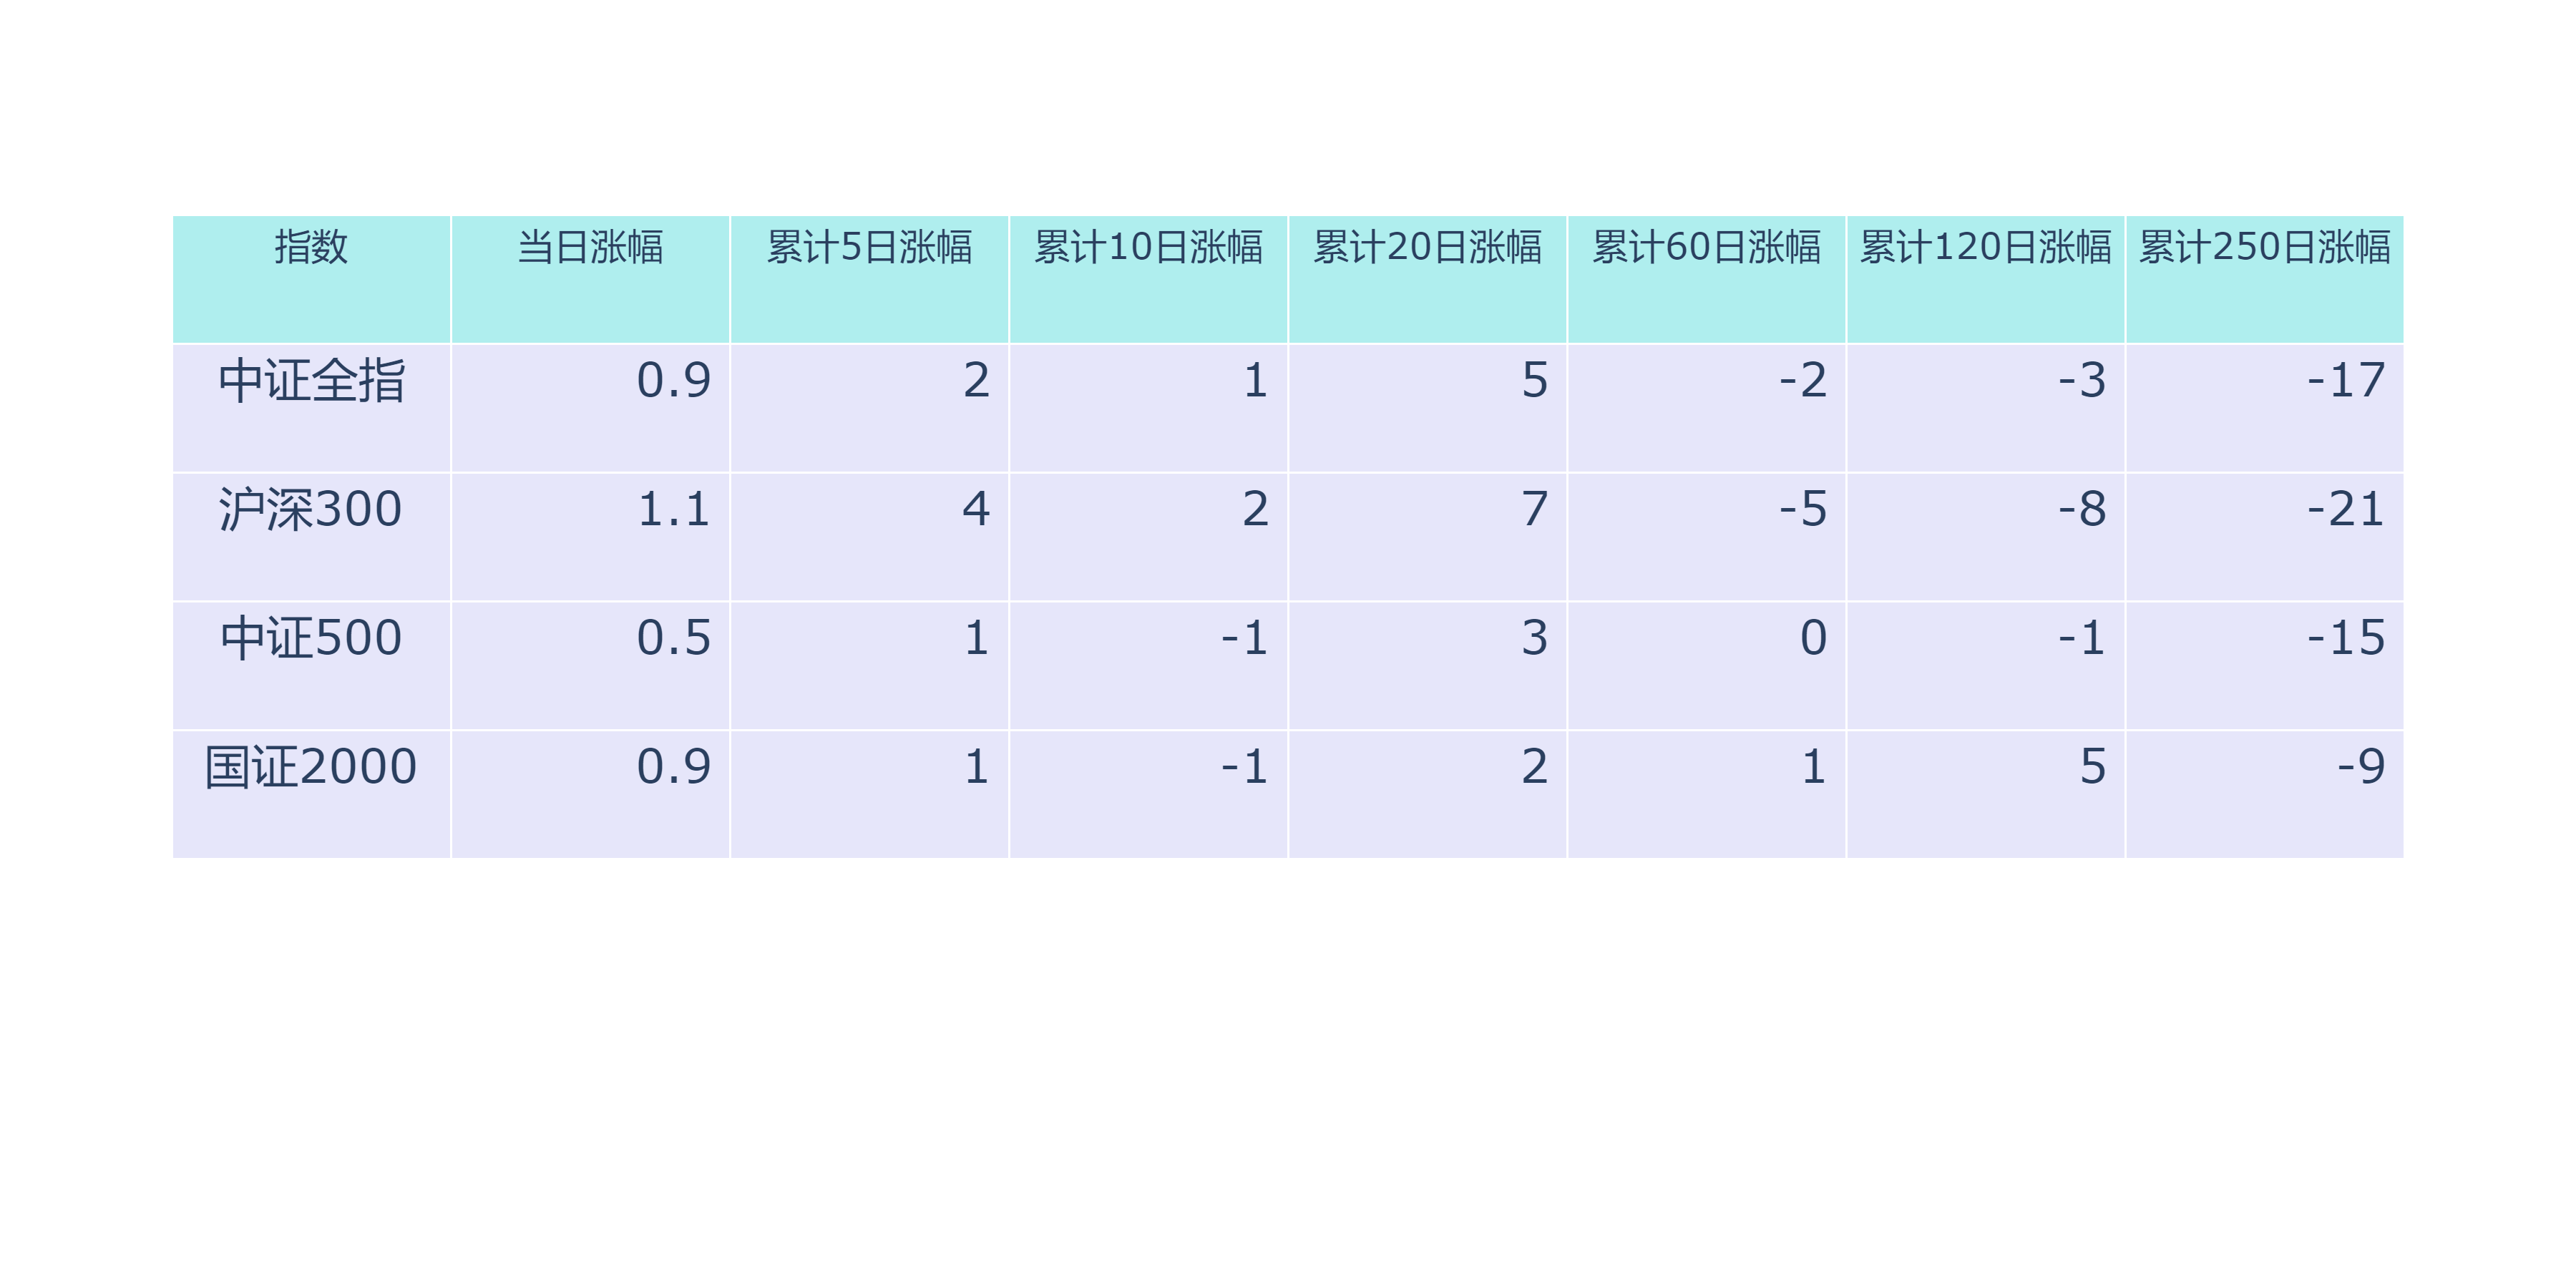 指数 当日涨幅 累计5日涨幅 累计10日涨幅 累计20日涨幅 累计60日涨幅 累计120日涨幅 累计250日涨幅
中证全指 0.9 2 1 5 -2 -3 -17
沪深300 1.1 4 2 7 -5 -8 -21
中证500 0.5 1 -1 3 0 -1 -15
国证2000 0.9 1 -1 2 1 5 -9